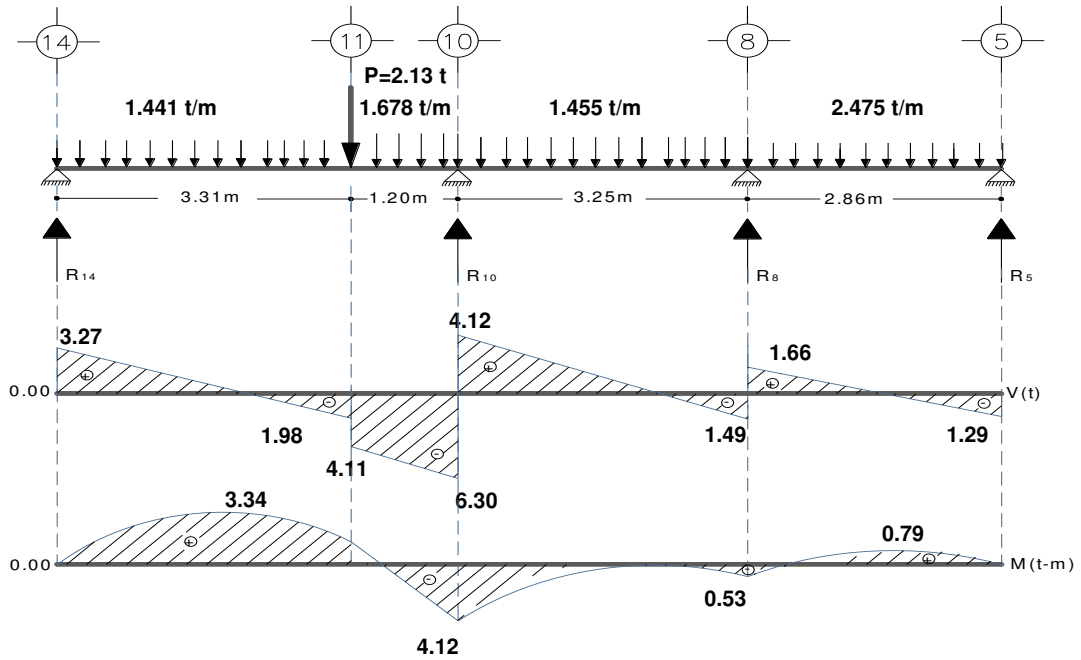 14 11 10 8 5
P=2.13 t
1.441 t/m 1.678 t/m 1.455 t/m 2.475 t/m
3.31m 1.20m 3.25m 2.86m
R14 R10 R8 R5
4.12
3.27 1.66
+ + +
0.00 V(t)
- - -
1.98 1.49 1.29
-
4.11
6.30
3.34
0.79
+ +
0.00 M(t-m)
-
0.53
4.12